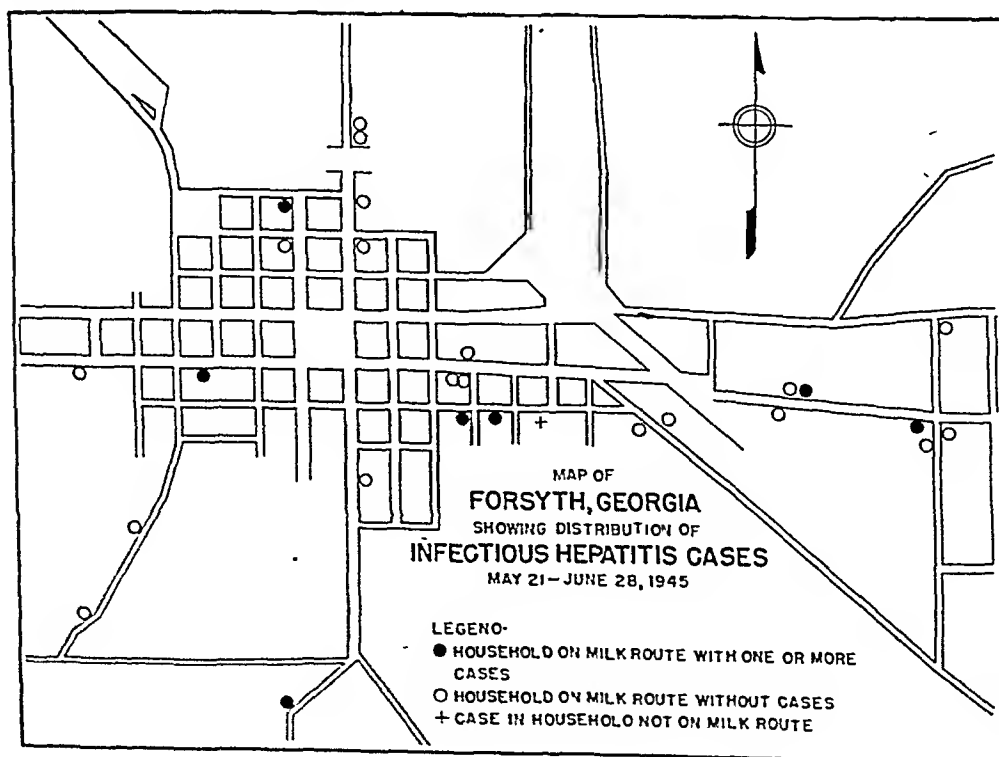 MAP OF
FORSYTH, GEORGIA
SHOWING DISTRIBUTION OF
INFECTIOUS HEPATITIS CASES
MAY 21-JUNE 28, 1945
LEGENO-
● HOUSEHOLD ON MILK ROUTE WITH ONE OR MORE
CASES
○ HOUSEHOLD ON MILK ROUTE WITHOUT CASES
+ CASE IN HOUSEHOLO NOT ON MILK ROUTE